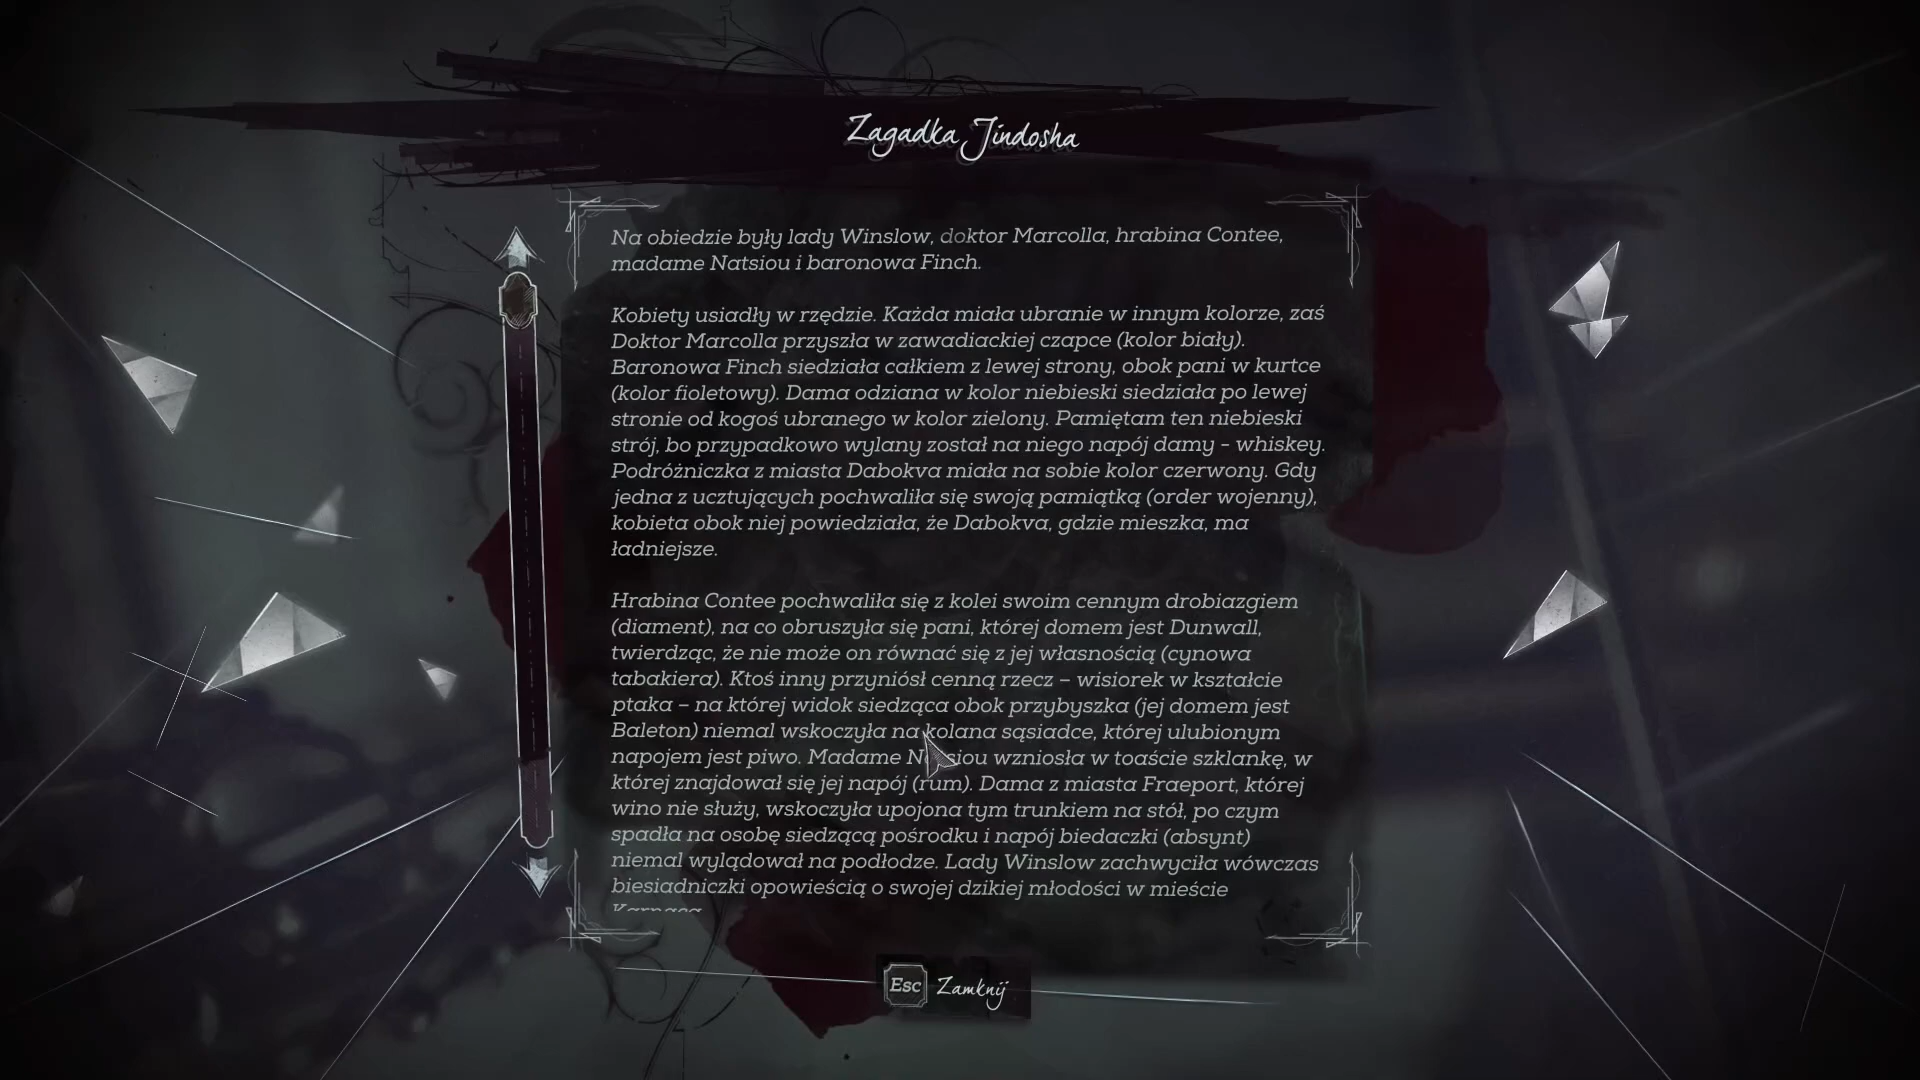 Zagadka Jindosha
Na obiedzie były lady Winslow, doktor Marcolla, hrabina Contee,
madame Natsiou i baronowa Finch.
Kobiety usiadły w rzędzie. Każda miała ubranie w innym kolorze, zaś
Doktor Marcolla przyszła w zawadiackiej czapce (kolor biały).
Baronowa Finch siedziała całkiem z lewej strony, obok pani w kurtce
(kolor fioletowy). Dama odziana w kolor niebieski siedziała po lewej
stronie od kogoś ubranego w kolor zielony. Pamiętam ten niebieski
strój, bo przypadkowo wylany został na niego napój damy - whiskey.
Podróżniczka z miasta Dabokva miała na sobie kolor czerwony. Gdy
jedna z ucztujących pochwaliła się swoją pamiątką (order wojenny),
kobieta obok niej powiedziała, że Dabokva, gdzie mieszka, ma
ładniejsze.
Hrabina Contee pochwaliła się z kolei swoim cennym drobiazgiem
(diament), na co obruszyła się pani, której domem jest Dunwall,
twierdząc, że nie może on równać się z jej własnością (cynowa
tabakiera). Ktoś inny przyniósł cenną rzecz – wisiorek w kształcie
ptaka – na której widok siedząca obok przybyszka (jej domem jest
Baleton) niemal wskoczyła na kolana sąsiadce, której ulubionym
napojem jest piwo. Madame Natsiou wzniosła w toaście szklankę, w
której znajdował się jej napój (rum). Dama z miasta Fraeport, której
wino nie służy, wskoczyła upojona tym trunkiem na stół, po czym
spadła na osobę siedzącą pośrodku i napój biedaczki (absynt)
niemal wylądował na podłodze. Lady Winslow zachwyciła wówczas
biesiadniczki opowieścią o swojej dzikiej młodości w mieście
Esc Zamknij